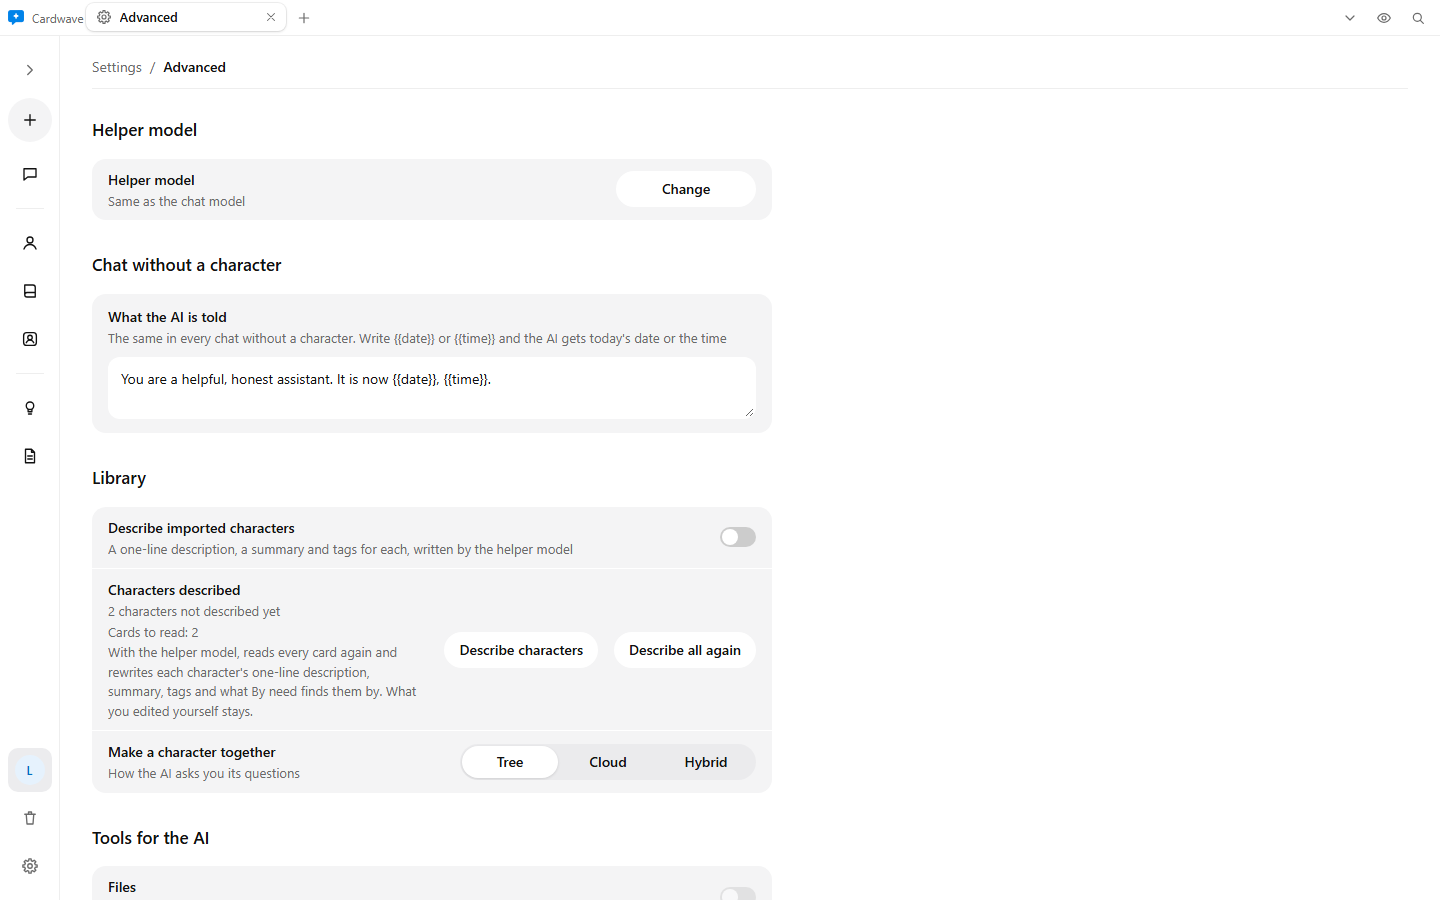 Cardwave
Advanced
Settings / Advanced
Helper model
Helper model
Same as the chat model
Change
Chat without a character
What the AI is told
The same in every chat without a character. Write {{date}} or {{time}} and the AI gets today's date or the time
You are a helpful, honest assistant. It is now {{date}}, {{time}}.
Library
Describe imported characters
A one-line description, a summary and tags for each, written by the helper model
Characters described
2 characters not described yet
Cards to read: 2
With the helper model, reads every card again and
rewrites each character's one-line description,
summary, tags and what By need finds them by. What
you edited yourself stays.
Describe characters
Describe all again
Make a character together
How the AI asks you its questions
Tree
Cloud
Hybrid
L
Tools for the AI
Files